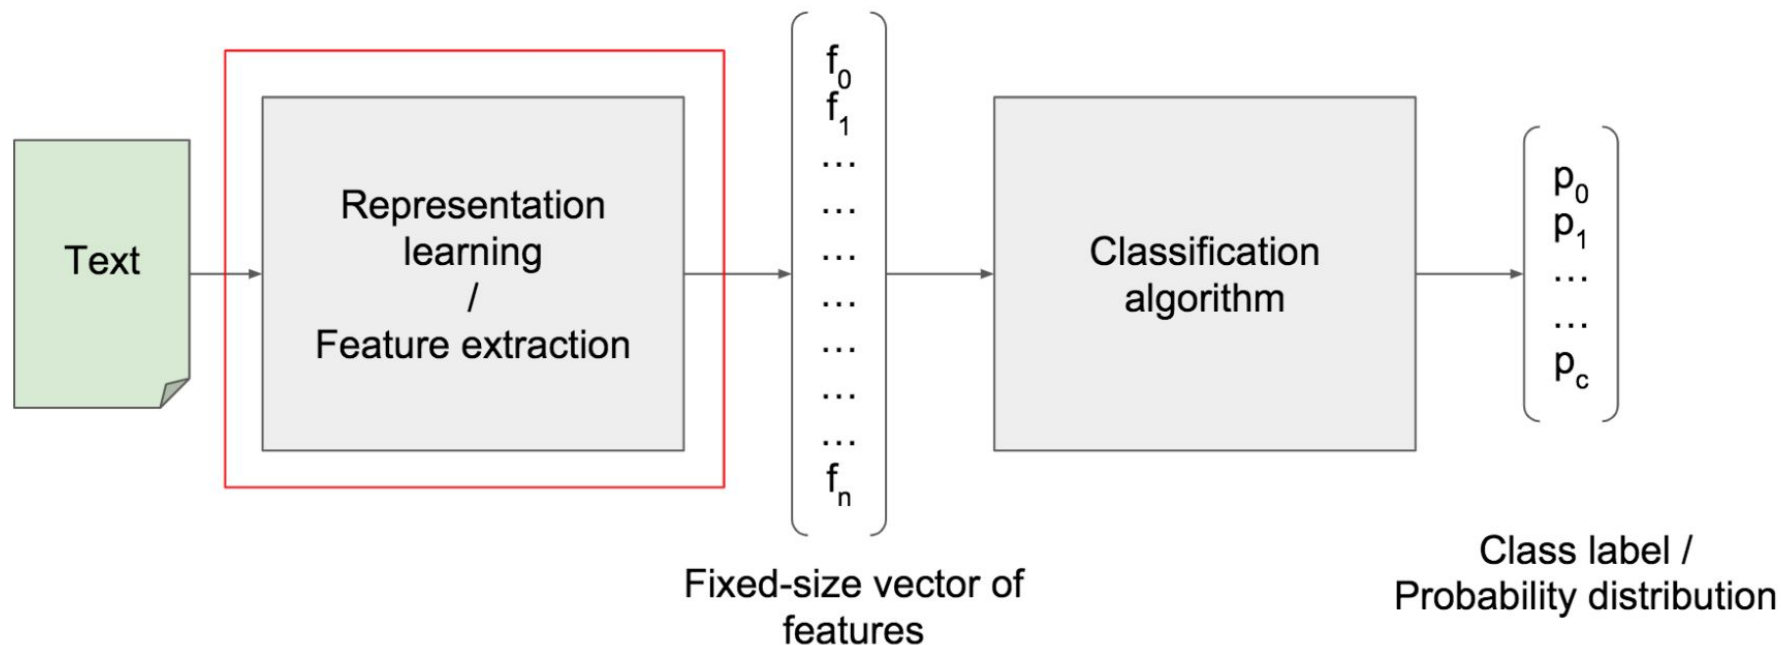 Text
Representation
learning
/
Feature extraction
f₀
f₁
...
...
...
...
...
...
...
fₙ
Fixed-size vector of
features
Classification
algorithm
p₀
p₁
...
...
p_c
Class label /
Probability distribution